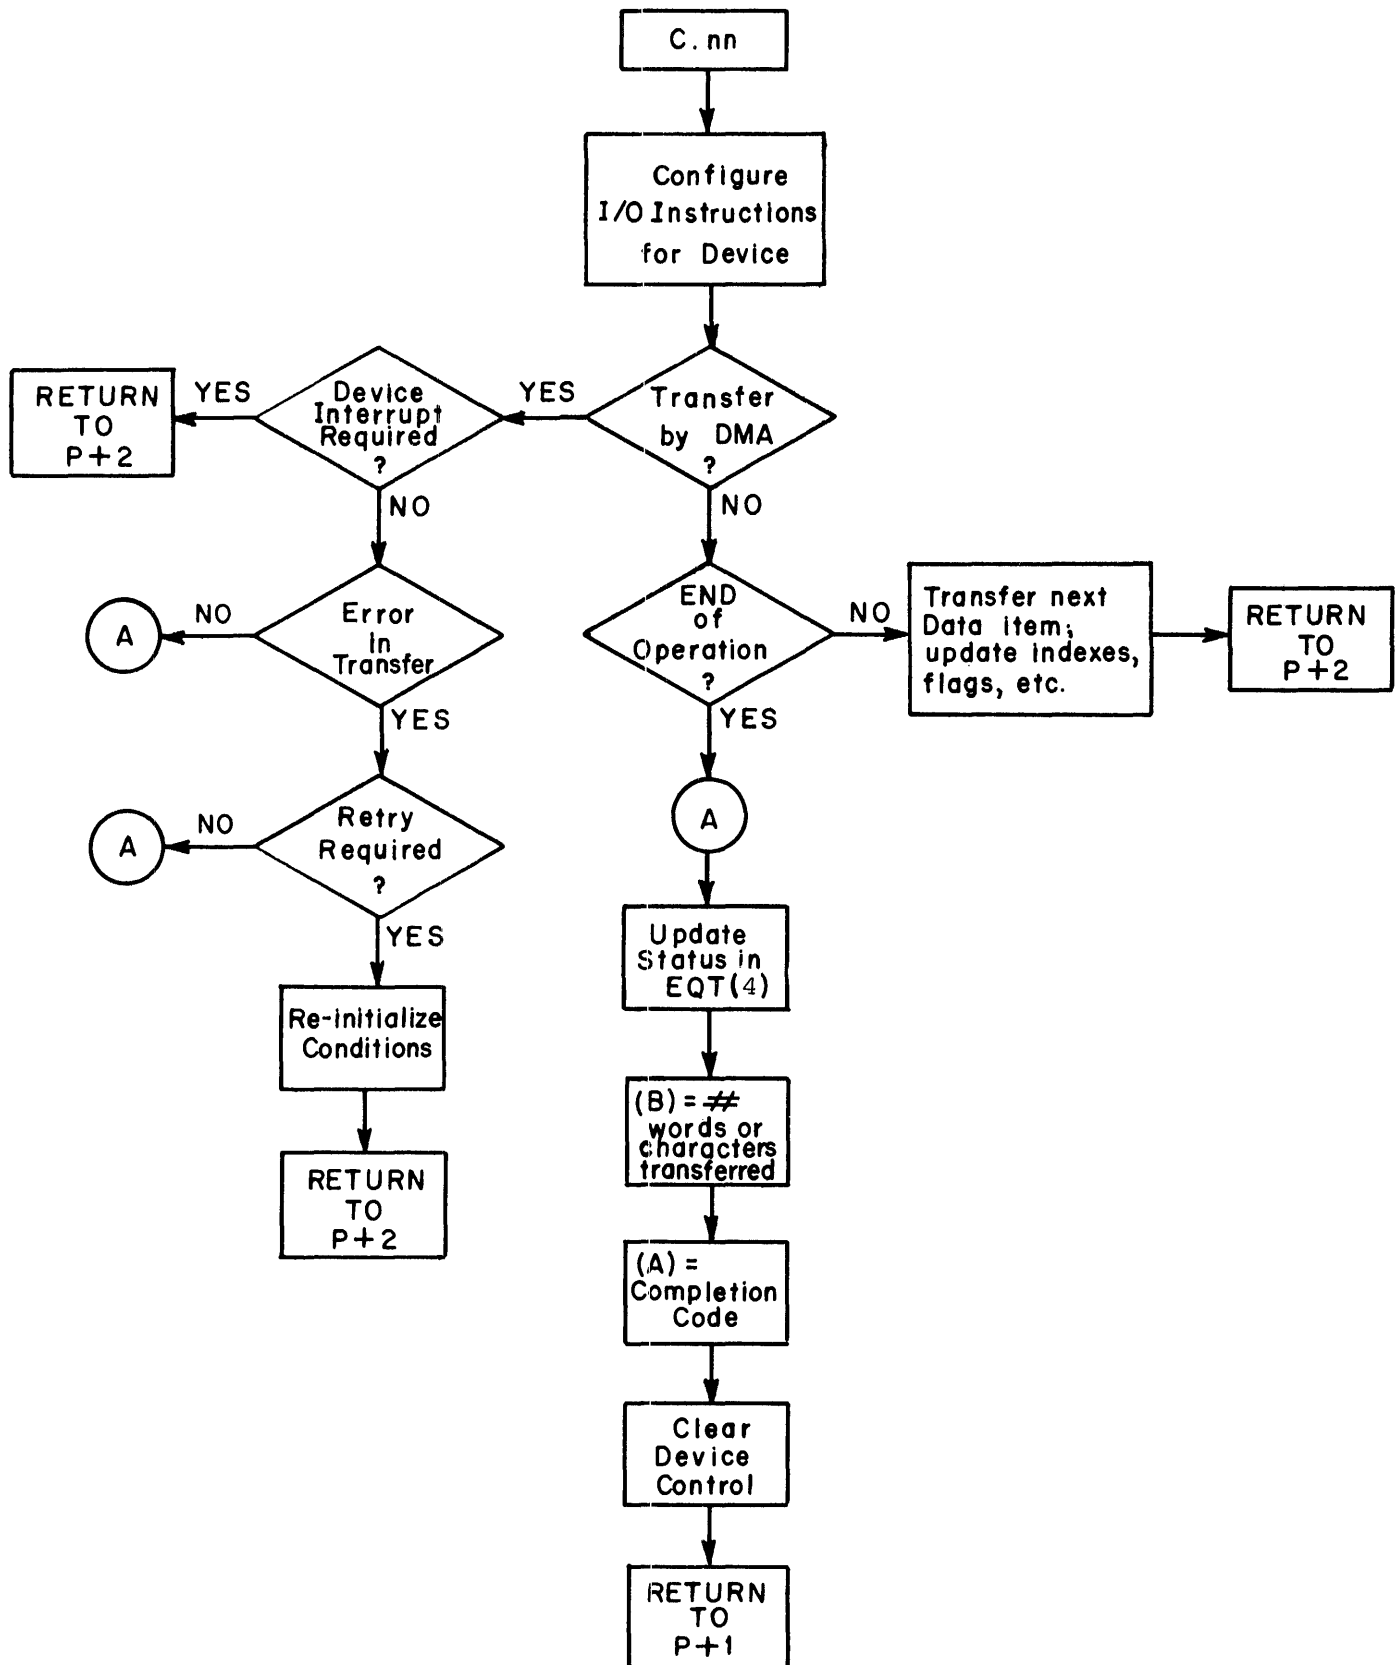 C.nn
Configure
I/O Instructions
for Device
Transfer
by DMA
?
YES
NO
Device
Interrupt
Required
?
YES
NO
RETURN
TO
P+2
Error
in
Transfer
NO
YES
A
Retry
Required
?
NO
YES
A
Re-initialize
Conditions
RETURN
TO
P+2
END
of
Operation
?
NO
YES
Transfer next
Data item;
update indexes,
flags, etc.
RETURN
TO
P+2
A
Update
Status in
EQT(4)
(B) = #
words or
characters
transferred
(A) =
Completion
Code
Clear
Device
Control
RETURN
TO
P+1